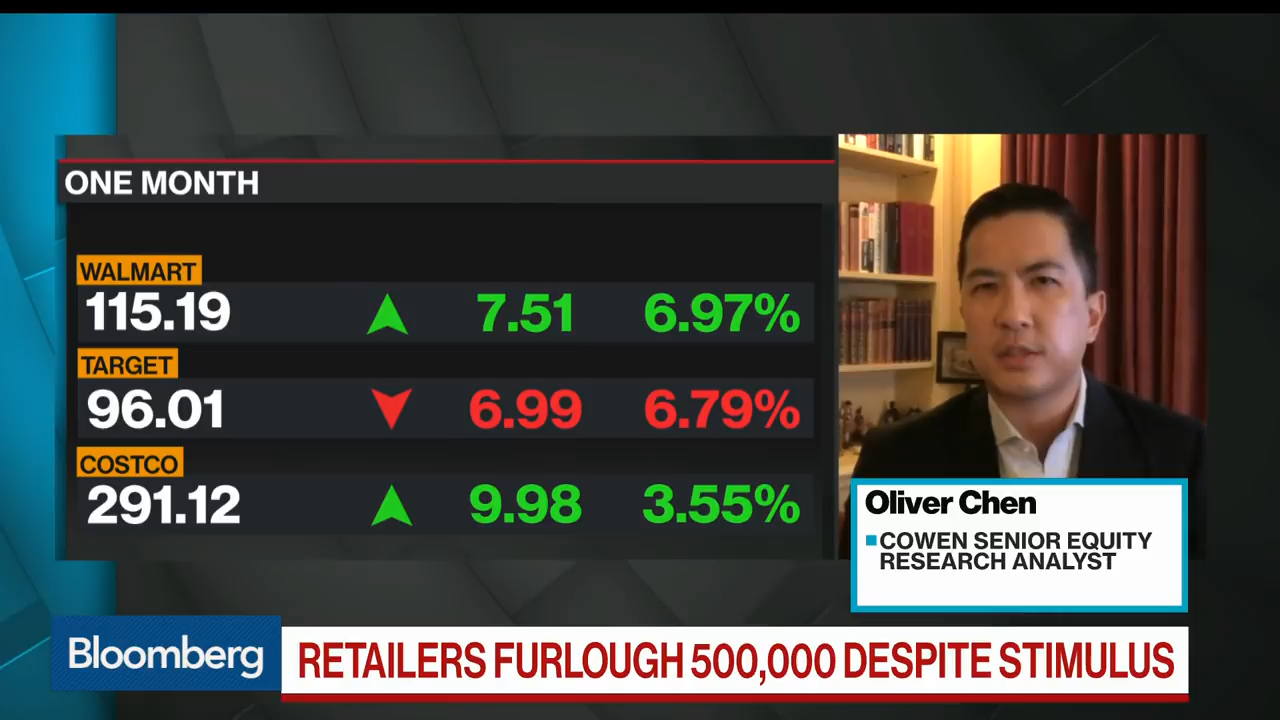 ONE MONTH
WALMART
115.19 ▲ 7.51 6.97%
TARGET
96.01 ▼ 6.99 6.79%
COSTCO
291.12 ▲ 9.98 3.55%
Oliver Chen
COWEN SENIOR EQUITY
RESEARCH ANALYST
Bloomberg
RETAILERS FURLOUGH 500,000 DESPITE STIMULUS